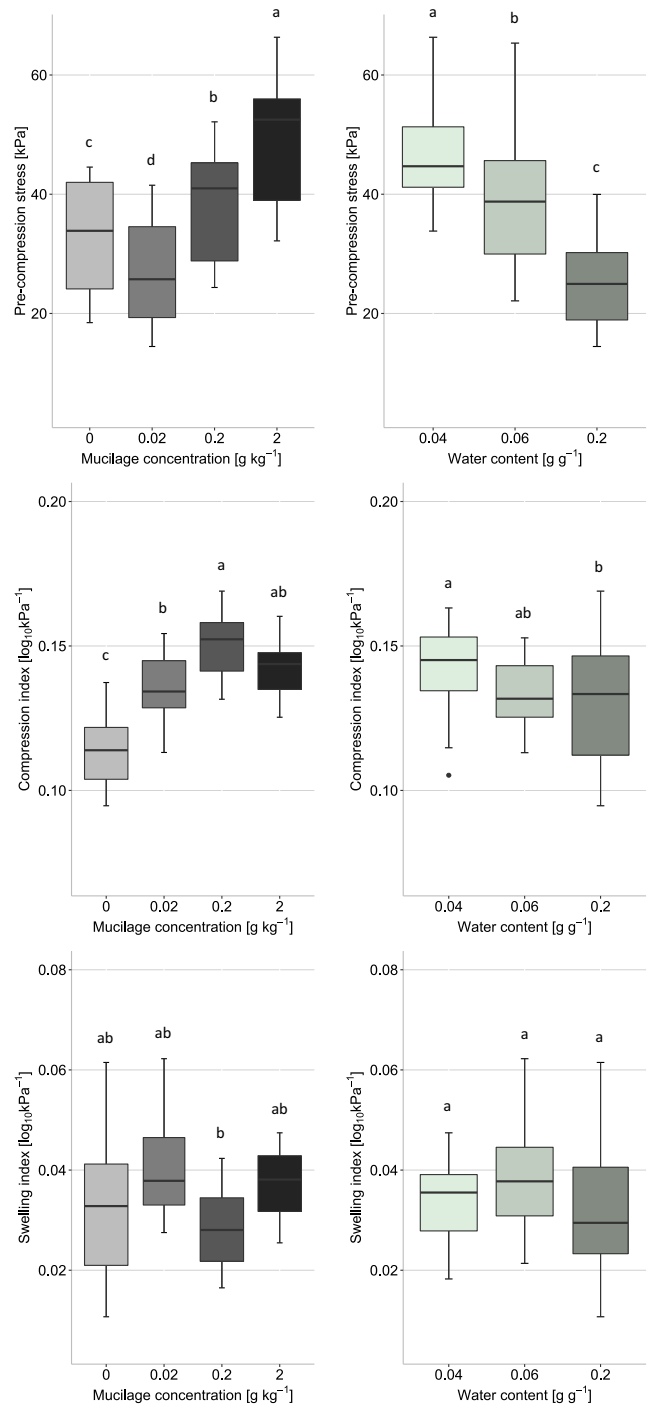 a
a
b
60
60
b
c
d
c
40
40
20
20
Pre-compression stress [kPa]
Pre-compression stress [kPa]
0 0.02 0.2 2
0.04 0.06 0.2
Mucilage concentration [g kg⁻¹]
Water content [g g⁻¹]
0.20
0.20
a
b
ab
a
b
ab
0.15
0.15
c
0.10
0.10
Compression index [log₁₀kPa⁻¹]
Compression index [log₁₀kPa⁻¹]
0 0.02 0.2 2
0.04 0.06 0.2
Mucilage concentration [g kg⁻¹]
Water content [g g⁻¹]
0.08
0.08
ab
ab
a
a
0.06
0.06
ab
b
a
0.04
0.04
0.02
0.02
Swelling index [log₁₀kPa⁻¹]
Swelling index [log₁₀kPa⁻¹]
0 0.02 0.2 2
0.04 0.06 0.2
Mucilage concentration [g kg⁻¹]
Water content [g g⁻¹]